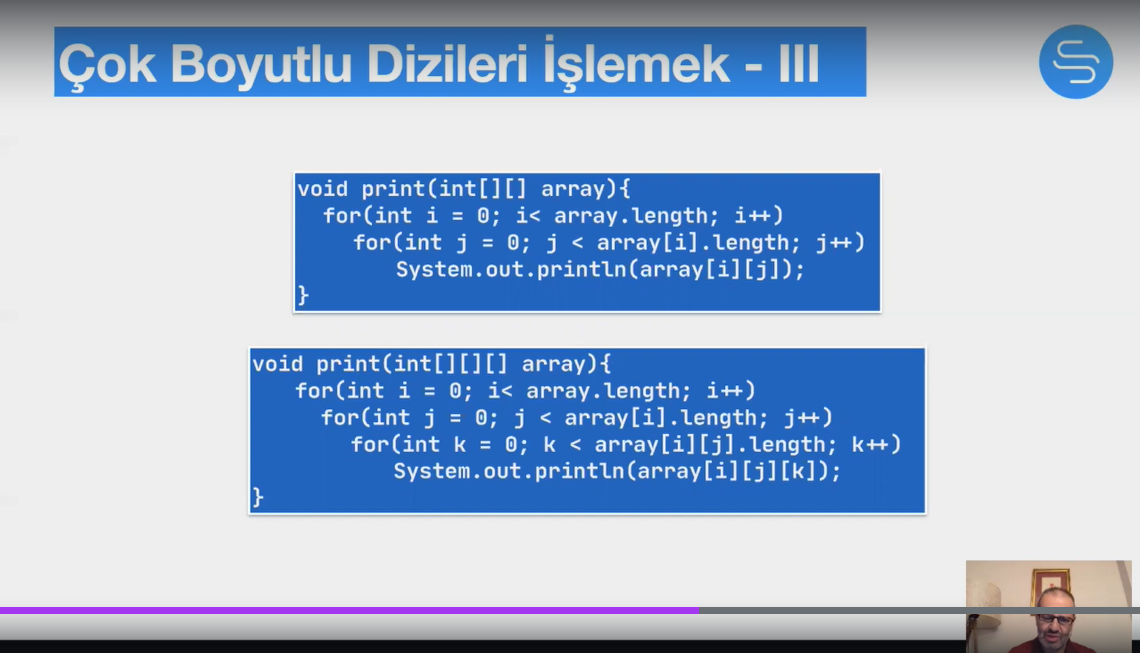 Çok Boyutlu Dizileri İşlemek - III
void print(int[][] array){
for(int i = 0; i< array.length; i++)
for(int j = 0; j < array[i].length; j++)
System.out.println(array[i][j]);
}
void print(int[][][] array){
for(int i = 0; i< array.length; i++)
for(int j = 0; j < array[i].length; j++)
for(int k = 0; k < array[i][j].length; k++)
System.out.println(array[i][j][k]);
}